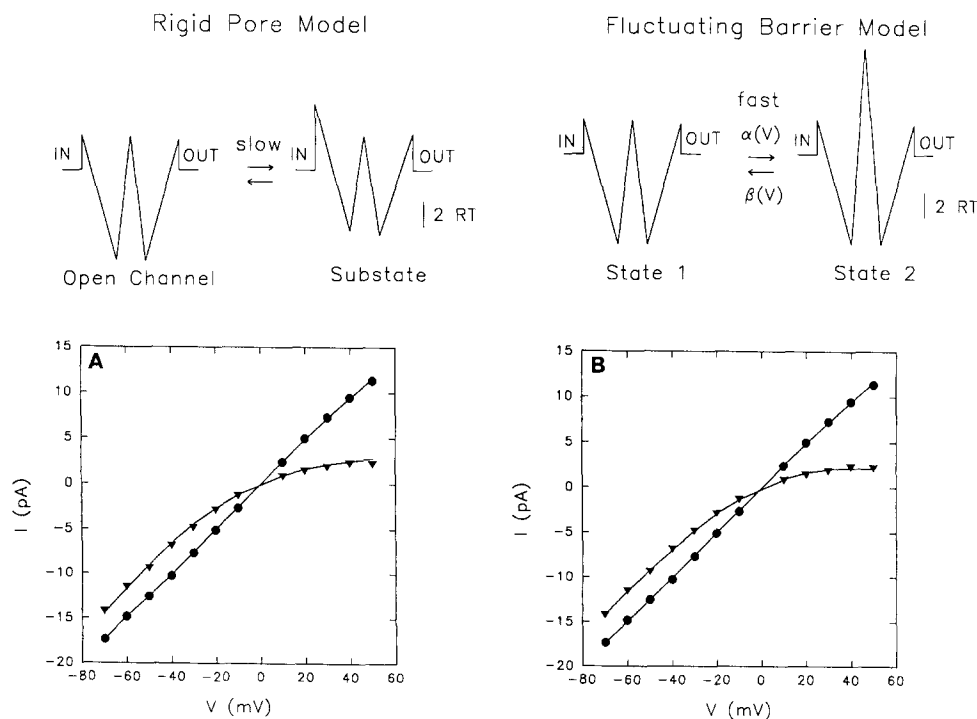 Rigid Pore Model
Fluctuating Barrier Model
IN
OUT
slow
IN
OUT
2 RT
Open Channel
Substate
IN
OUT
fast
α(V)
β(V)
IN
OUT
2 RT
State 1
State 2
A
15
10
5
0
-5
-10
-15
-20
I (pA)
-80 -60 -40 -20 0 20 40 60
V (mV)
B
15
10
5
0
-5
-10
-15
-20
I (pA)
-80 -60 -40 -20 0 20 40 60
V (mV)